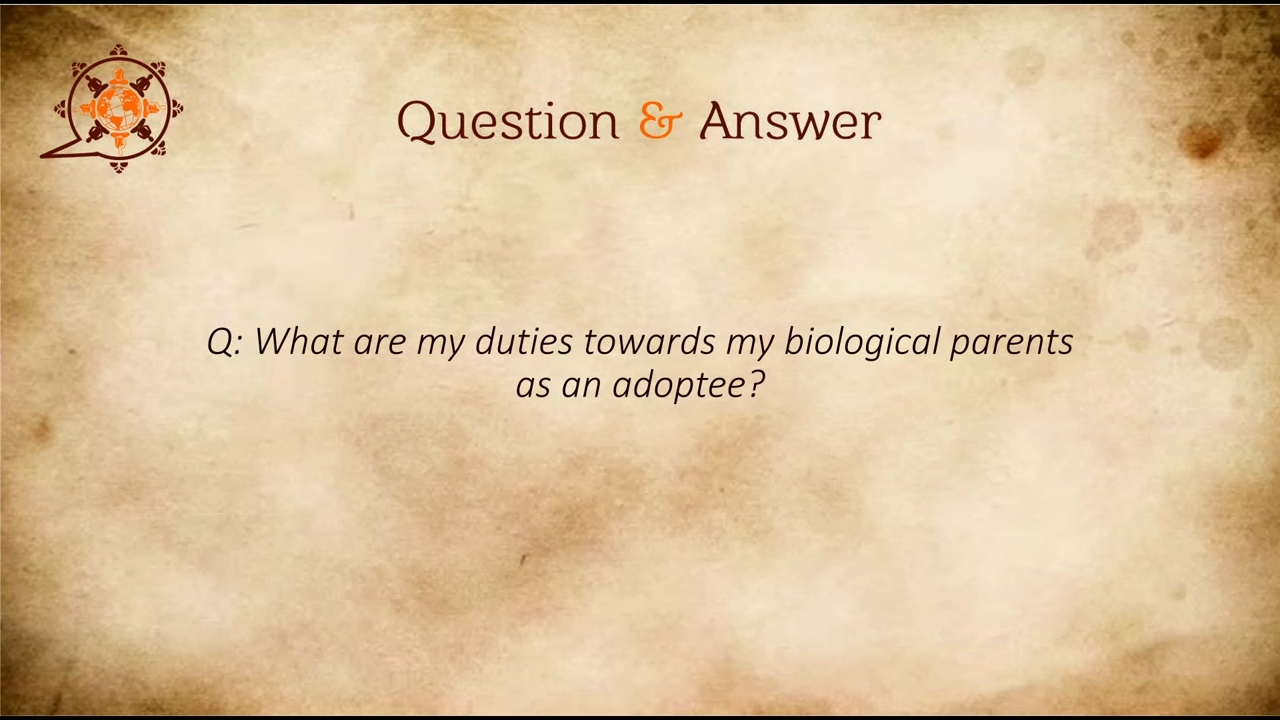 Question & Answer
Q: What are my duties towards my biological parents
as an adoptee?